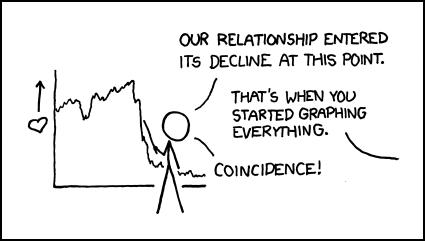 OUR RELATIONSHIP ENTERED
ITS DECLINE AT THIS POINT.
THAT'S WHEN YOU
STARTED GRAPHING
EVERYTHING.
COINCIDENCE!